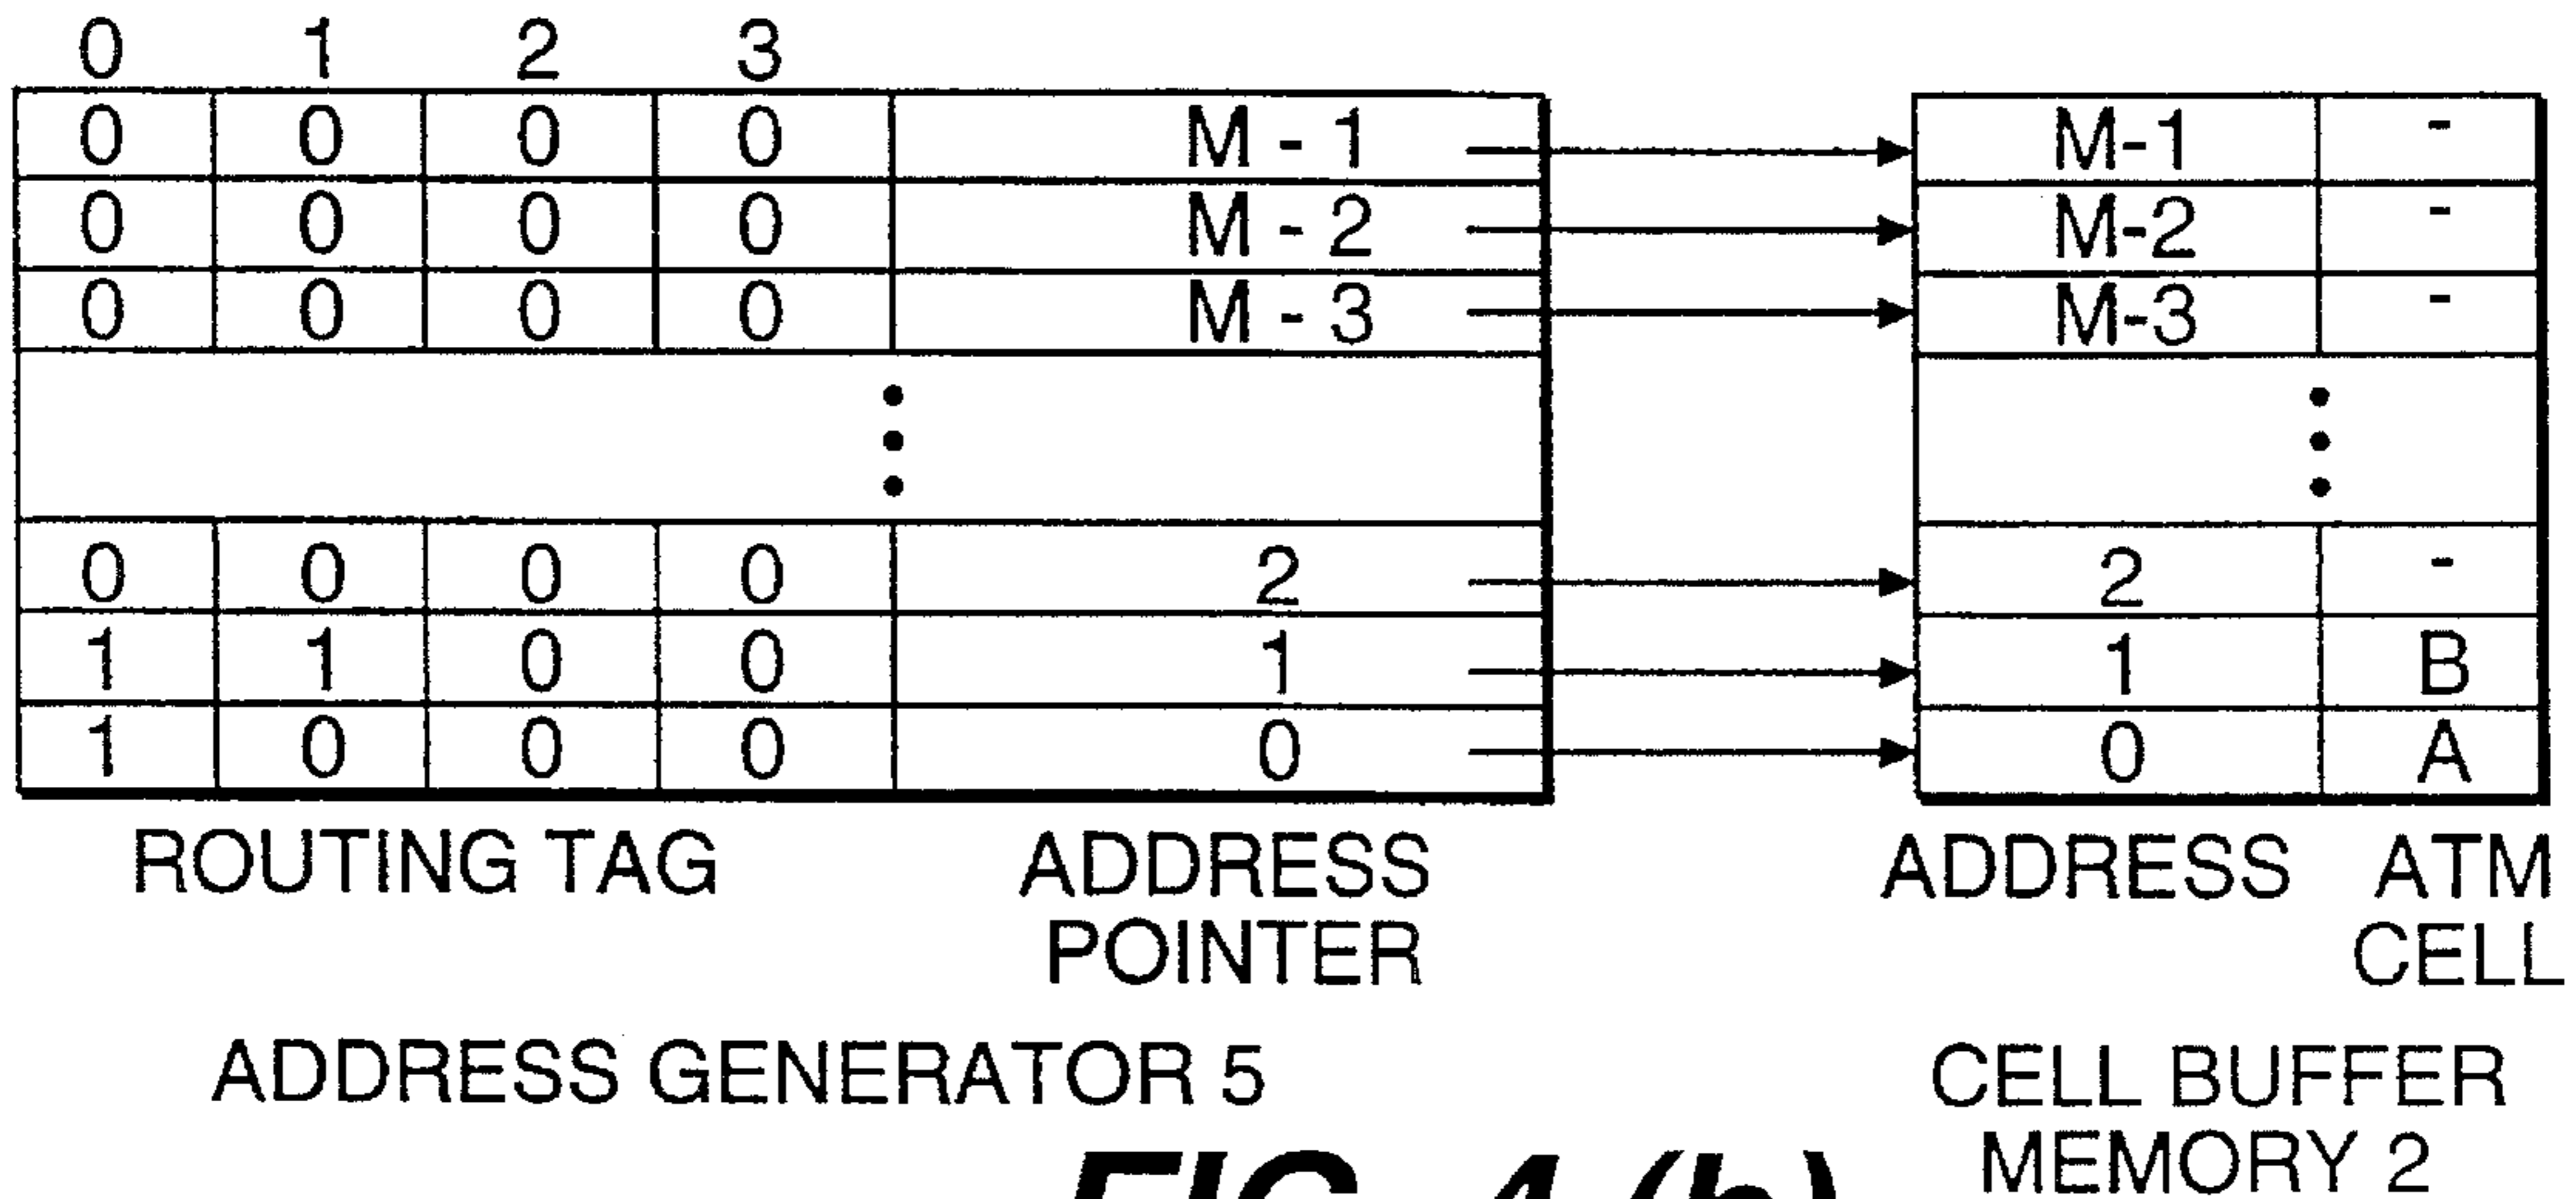 0 1 2 3
0 0 0 0 M - 1 M-1 -
0 0 0 0 M - 2 M-2 -
0 0 0 0 M - 3 M-3 -
0 0 0 0 2 2 -
1 1 0 0 1 1 B
1 0 0 0 0 0 A
ROUTING TAG ADDRESS POINTER ADDRESS ATM CELL
ADDRESS GENERATOR 5 CELL BUFFER MEMORY 2
FIG. 4 (b)